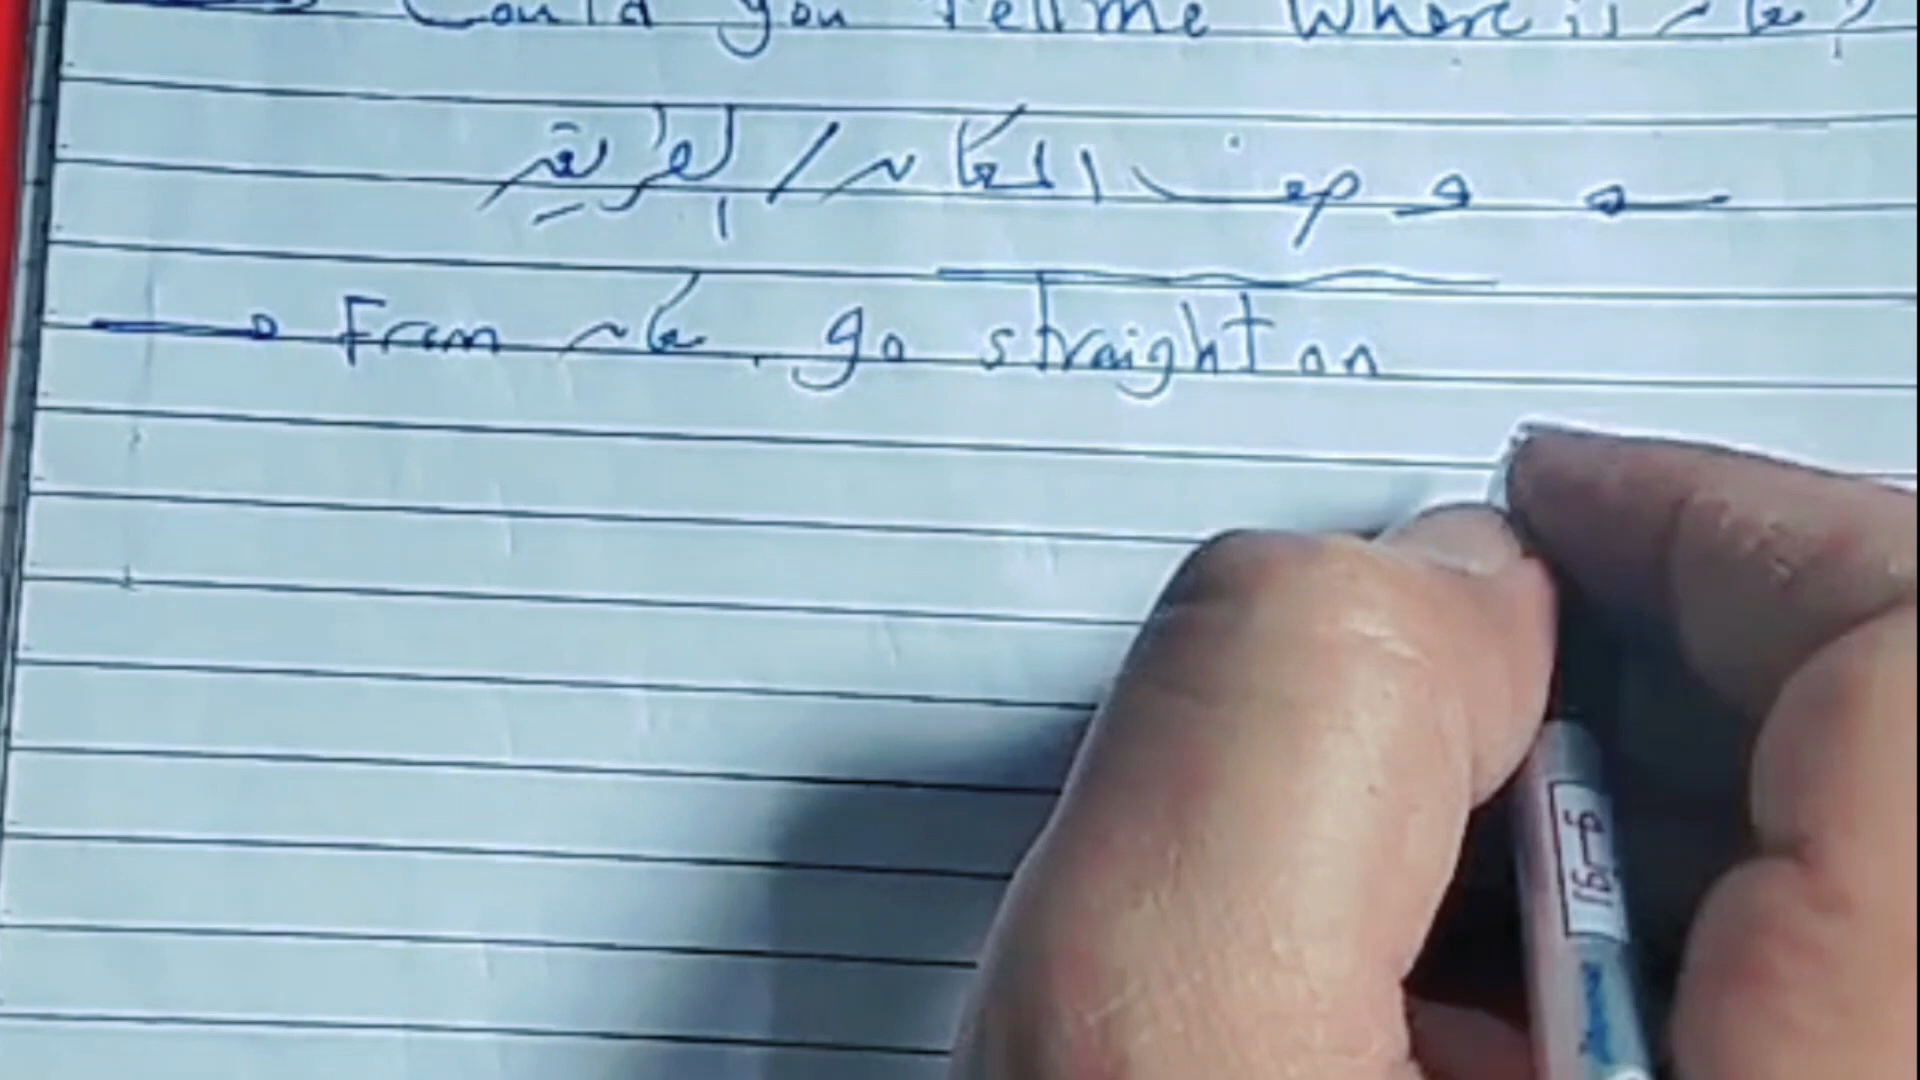 Could you Tell me Where is مكان ?
وصف المكان / الطريق
From مكان . go straight on